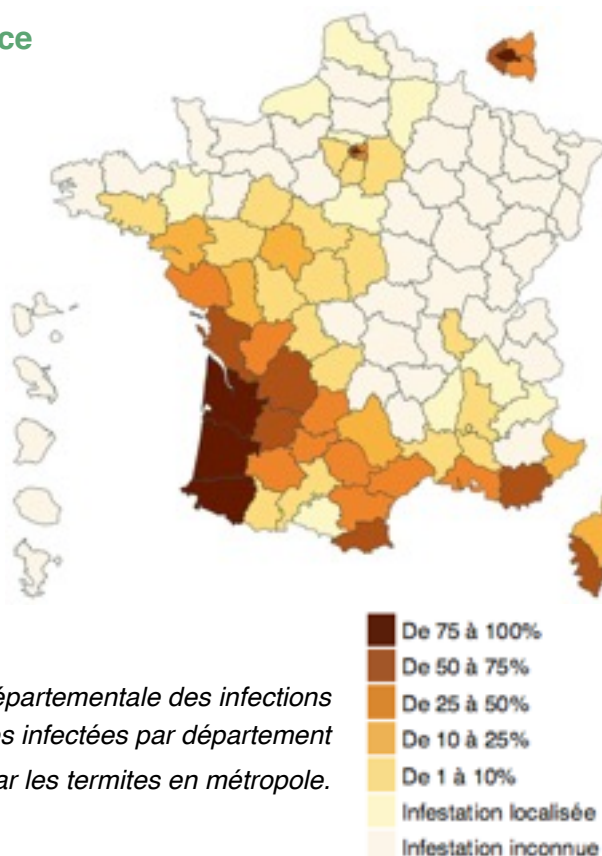 ce
De 75 à 100%
De 50 à 75%
De 25 à 50%
De 10 à 25%
De 1 à 10%
Infestation localisée
Infestation inconnue
épartementale des infections
s infectées par département
ar les termites en métropole.